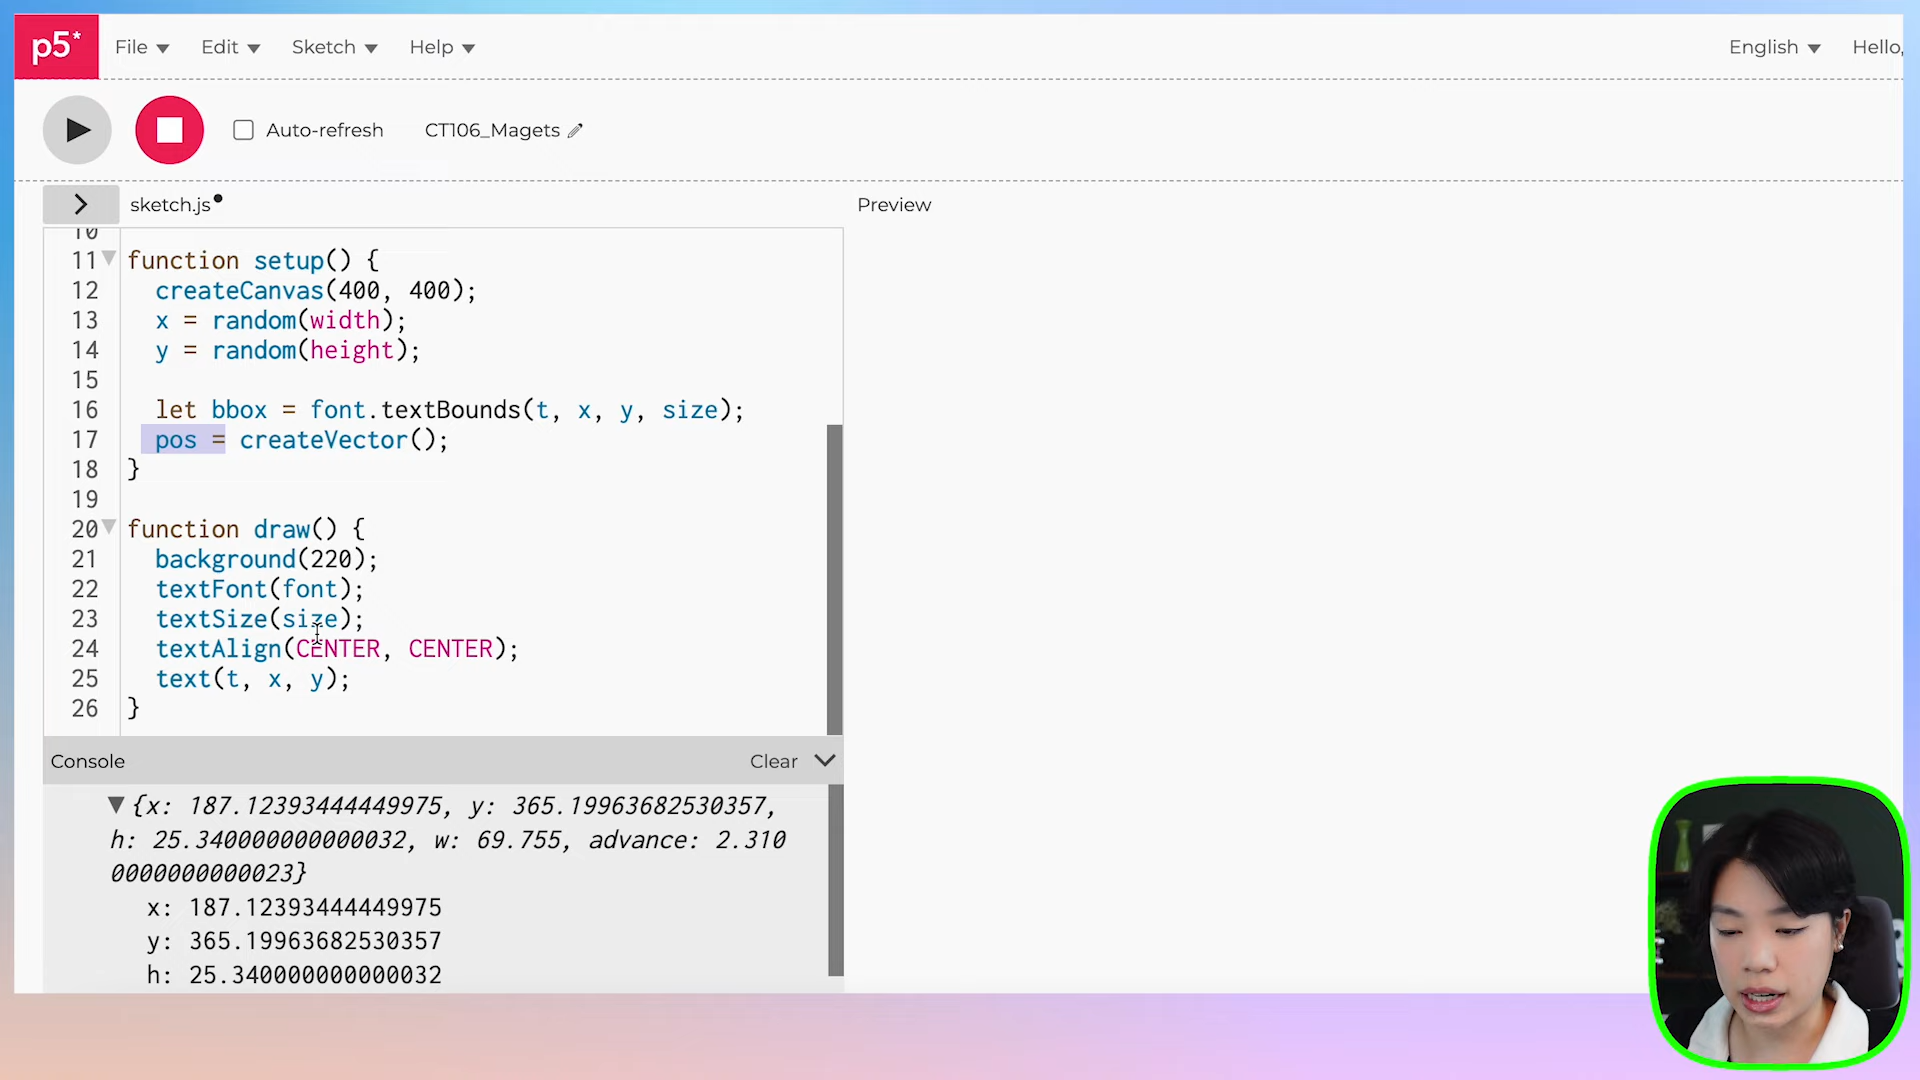 p5*
File
Edit
Sketch
Help
English
Hello,
Auto-refresh
CT106_Magets
>
sketch.js
Preview
10
11 function setup() {
12 createCanvas(400, 400);
13 x = random(width);
14 y = random(height);
15
16 let bbox = font.textBounds(t, x, y, size);
17 pos = createVector();
18 }
19
20 function draw() {
21 background(220);
22 textFont(font);
23 textSize(size);
24 textAlign(CENTER, CENTER);
25 text(t, x, y);
26 }
Console
Clear
{x: 187.12393444449975, y: 365.19963682530357,
h: 25.340000000000032, w: 69.755, advance: 2.310
0000000000023}
x: 187.12393444449975
y: 365.19963682530357
h: 25.340000000000032